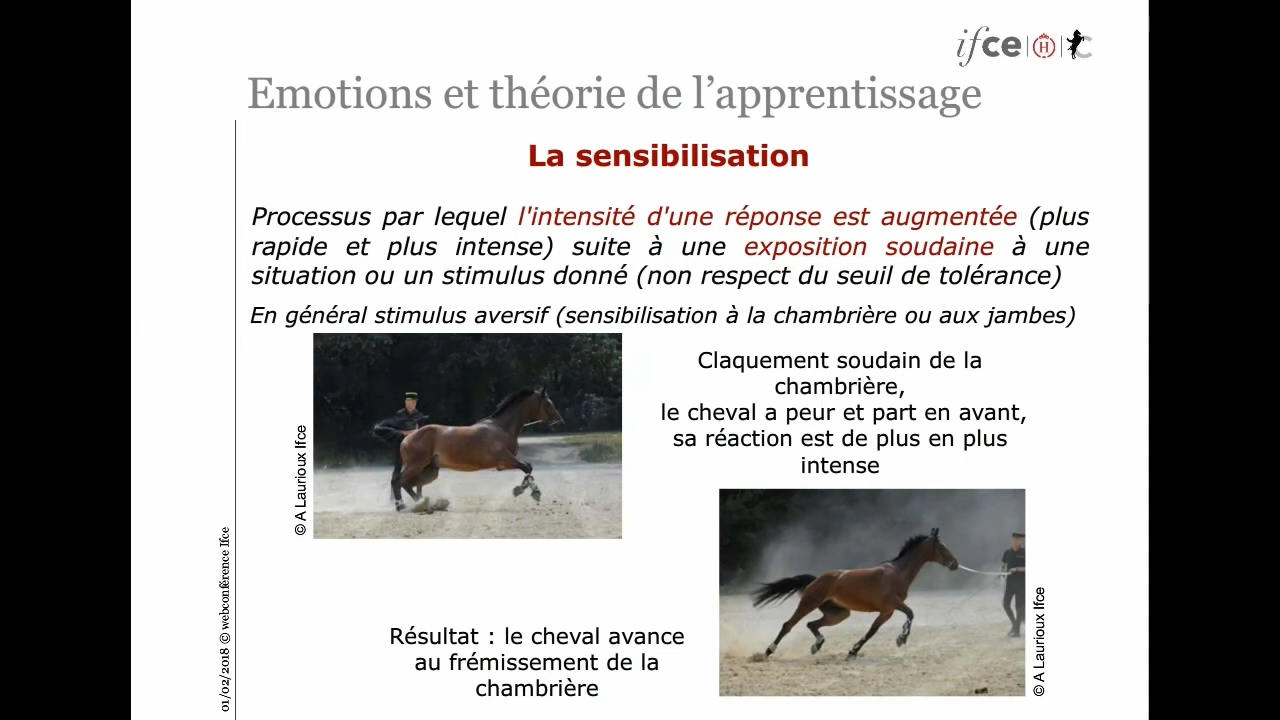 ifce
Emotions et théorie de l’apprentissage
La sensibilisation
Processus par lequel l'intensité d'une réponse est augmentée (plus
rapide et plus intense) suite à une exposition soudaine à une
situation ou un stimulus donné (non respect du seuil de tolérance)
En général stimulus aversif (sensibilisation à la chambrière ou aux jambes)
Claquement soudain de la
chambrière,
le cheval a peur et part en avant,
sa réaction est de plus en plus
intense
© A Laurioux Ifce
Résultat : le cheval avance
au frémissement de la
chambrière
© A Laurioux Ifce
01/02/2018 © webconférence Ifce